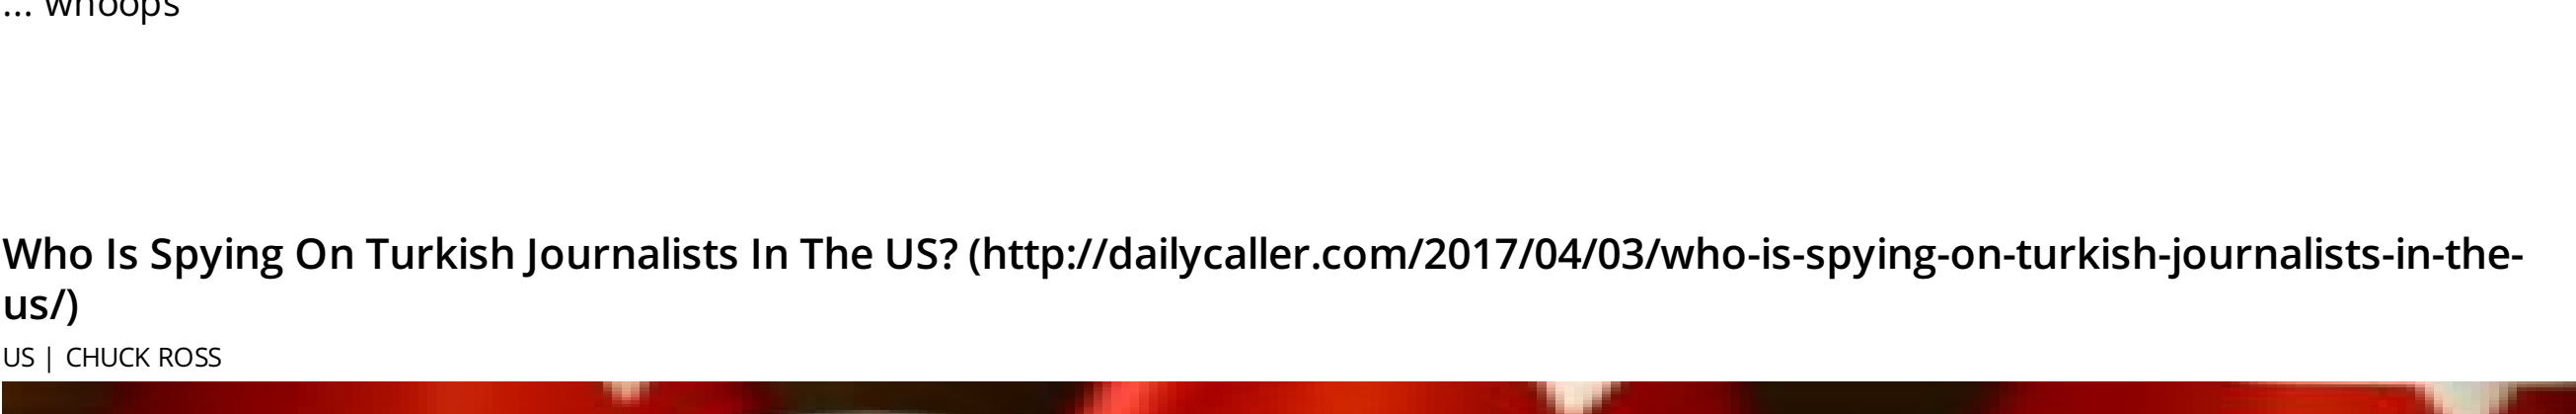 ... whoops
Who Is Spying On Turkish Journalists In The US? (http://dailycaller.com/2017/04/03/who-is-spying-on-turkish-journalists-in-the-
us/)
US | CHUCK ROSS